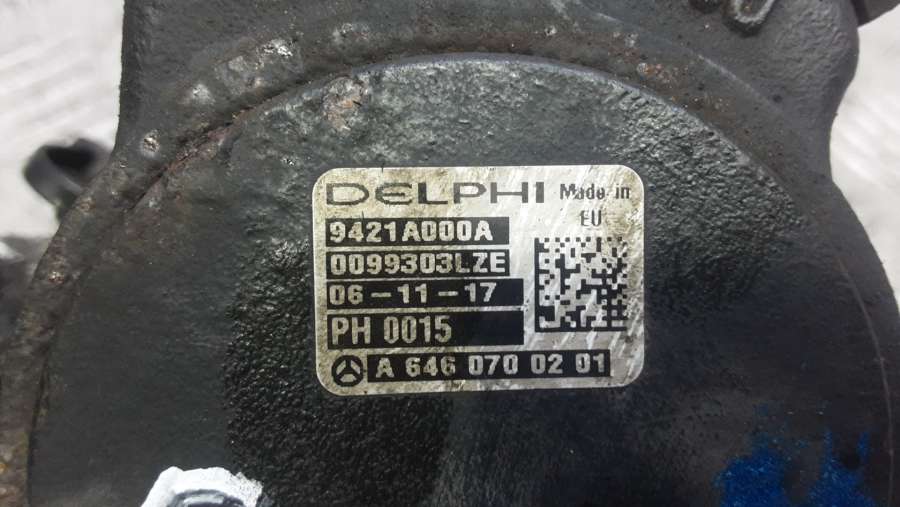 DELPHI Made in
EU
9421A000A
0099303LZE
06-11-17
PH 0015
A 646 070 02 01